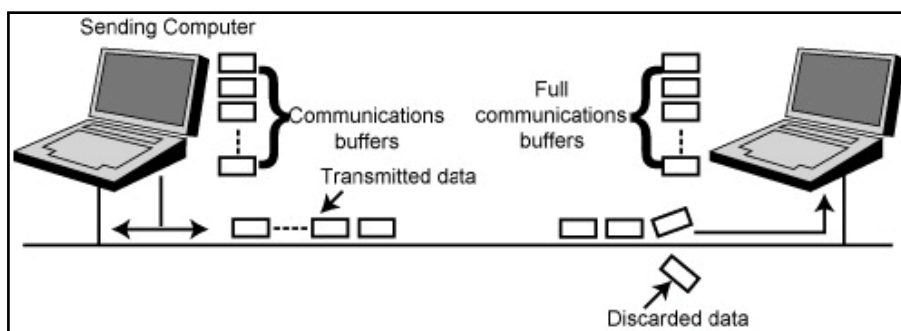 Sending Computer
Communications
buffers
Full
communications
buffers
Transmitted data
Discarded data